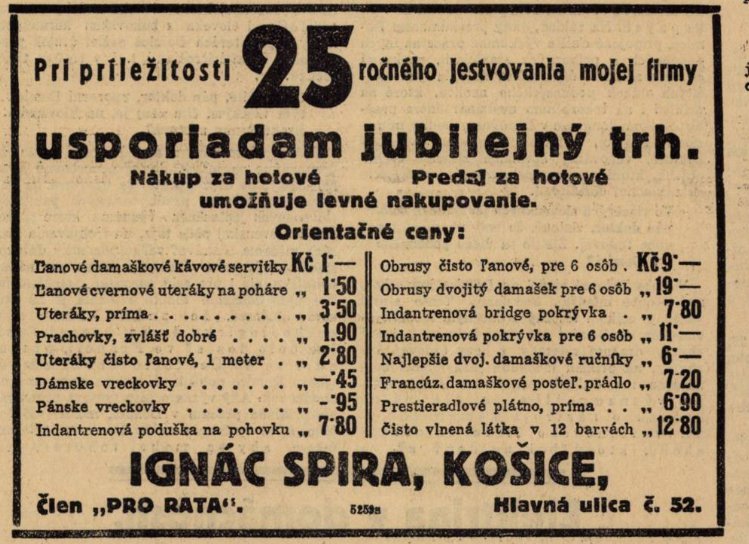 Pri príležitosti 25 ročného jestvovania mojej firmy
usporiadam jubilejný trh.
Nákup za hotové Predaj za hotové
umožňuje levné nakupovanie.
Orientačné ceny:
Ľanové damaškové kávové servitky Kč 1·—
Ľanové cvernové uteráky na poháre „ 1·50
Uteráky, príma . . . . . . . . . „ 3·50
Prachovky, zvlášť dobré . . . . . „ 1.90
Uteráky čisto ľanové, 1 meter . . „ 2·80
Dámske vreckovky . . . . . . . „ —·45
Pánske vreckovky . . . . . . . „ -·95
Indantrenová poduška na pohovku „ 7·80
Obrusy čisto ľanové, pre 6 osôb . Kč 9·—
Obrusy dvojitý damašek pre 6 osôb „ 19·—
Indantrenová bridge pokrývka . „ 7·80
Indantrenová pokrývka pre 6 osôb „ 11·—
Najlepšie dvoj. damaškové ručníky „ 6·—
Francúz. damaškové posteľ. prádlo „ 7·20
Prestieradlové plátno, príma . . „ 6·90
Čisto vlnená látka v 12 barvách „ 12·80
IGNÁC SPIRA, KOŠICE,
člen „PRO RATA“. 5253a Hlavná ulica č. 52.